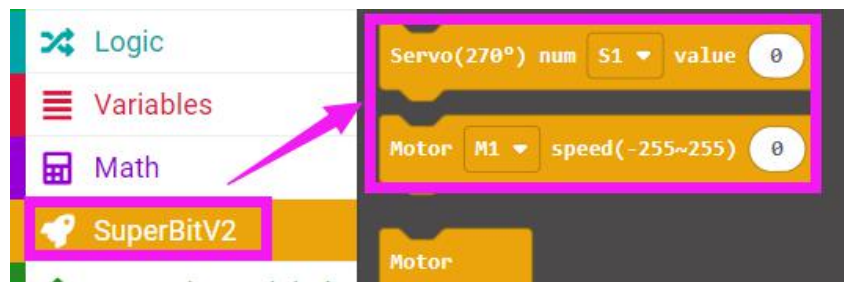 Logic
Variables
Math
SuperBitV2
Servo(270°) num S1 value 0
Motor M1 speed(-255~255) 0
Motor